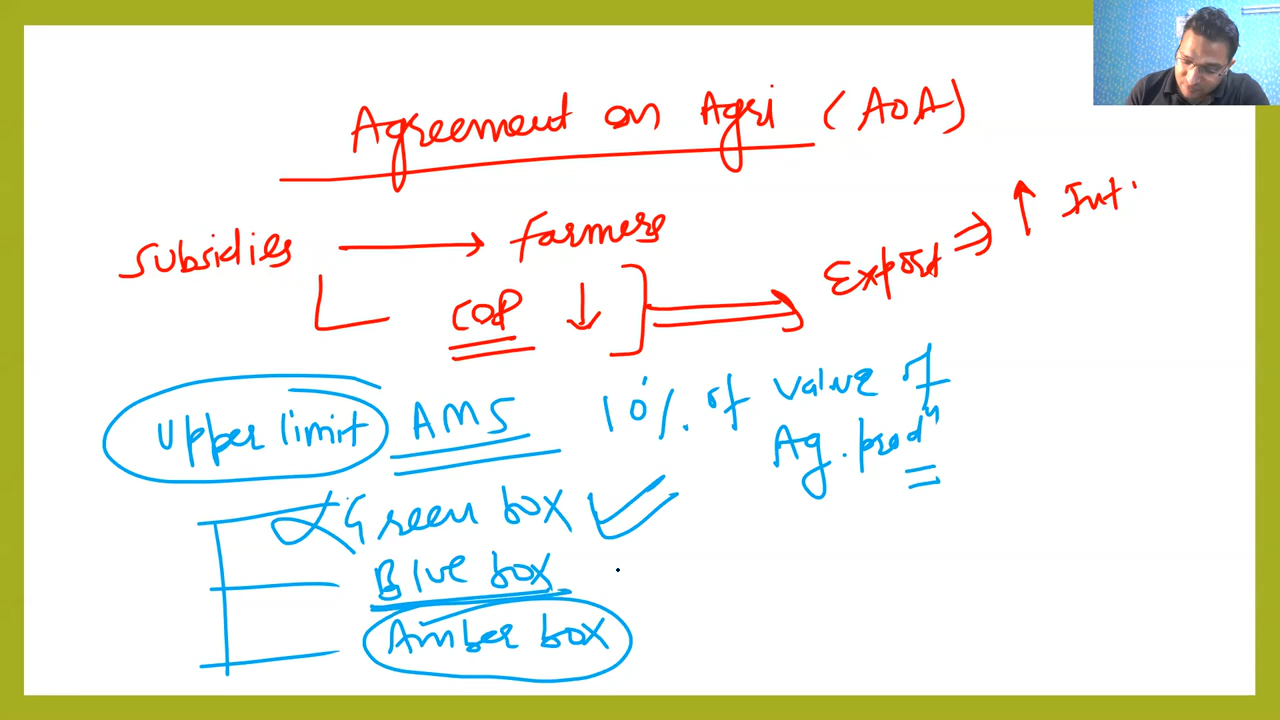 Agreement on Agri (AOA)
Subsidies → Farmers
COP ↓ ⇒ Export ⇒ ↑ Int.
Upper limit AMS 10% of value of
Ag. prodⁿ
Green box ✓
Blue box
Amber box